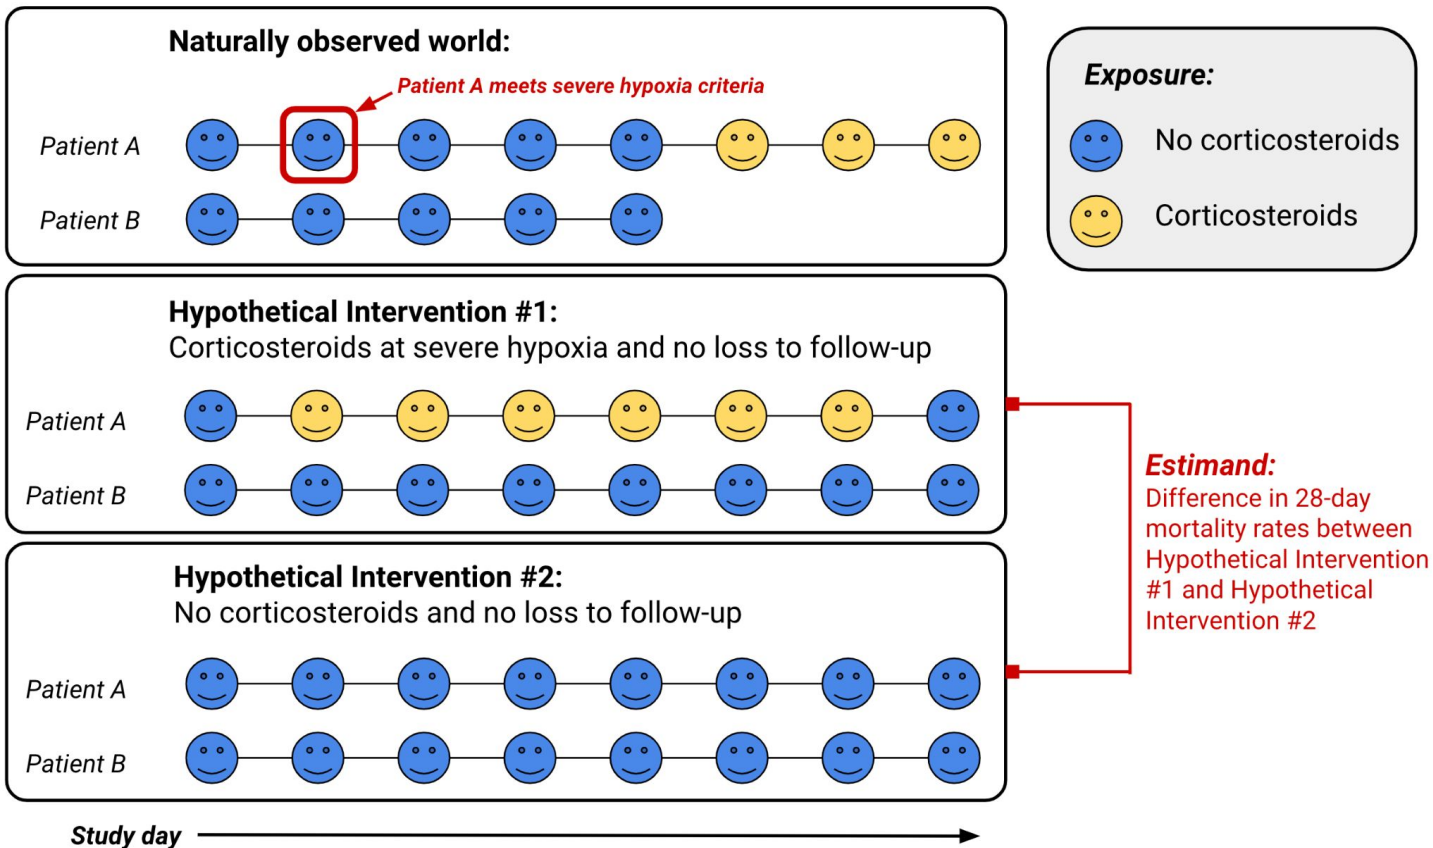 Naturally observed world:
Patient A meets severe hypoxia criteria
Patient A
Patient B
Exposure:
No corticosteroids
Corticosteroids
Hypothetical Intervention #1:
Corticosteroids at severe hypoxia and no loss to follow-up
Patient A
Patient B
Hypothetical Intervention #2:
No corticosteroids and no loss to follow-up
Patient A
Patient B
Estimand:
Difference in 28-day
mortality rates between
Hypothetical Intervention
#1 and Hypothetical
Intervention #2
Study day